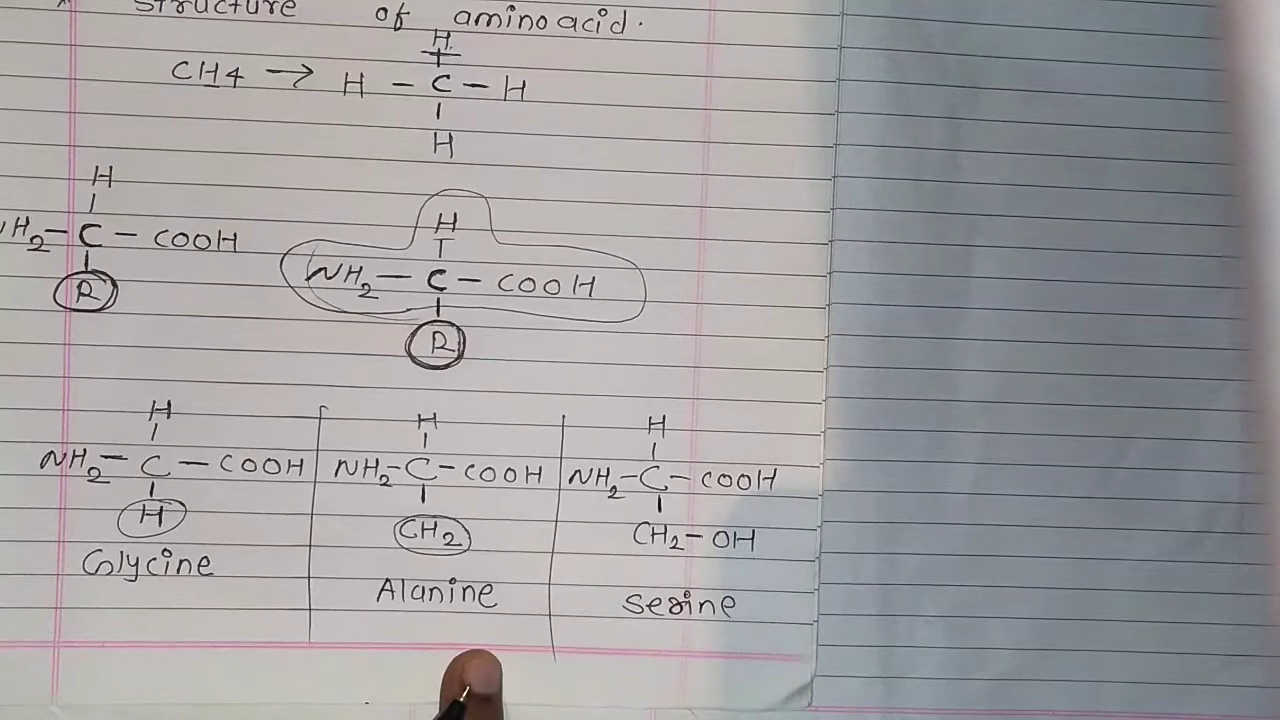 Structure of aminoacid.
H
CH4 → H - C - H
H
H
H2 - C - COOH
R
H
NH2 - C - COOH
R
H
NH2 - C - COOH
H
Glycine
H
NH2 - C - COOH
CH2
Alanine
H
NH2 - C - COOH
CH2 - OH
Serine